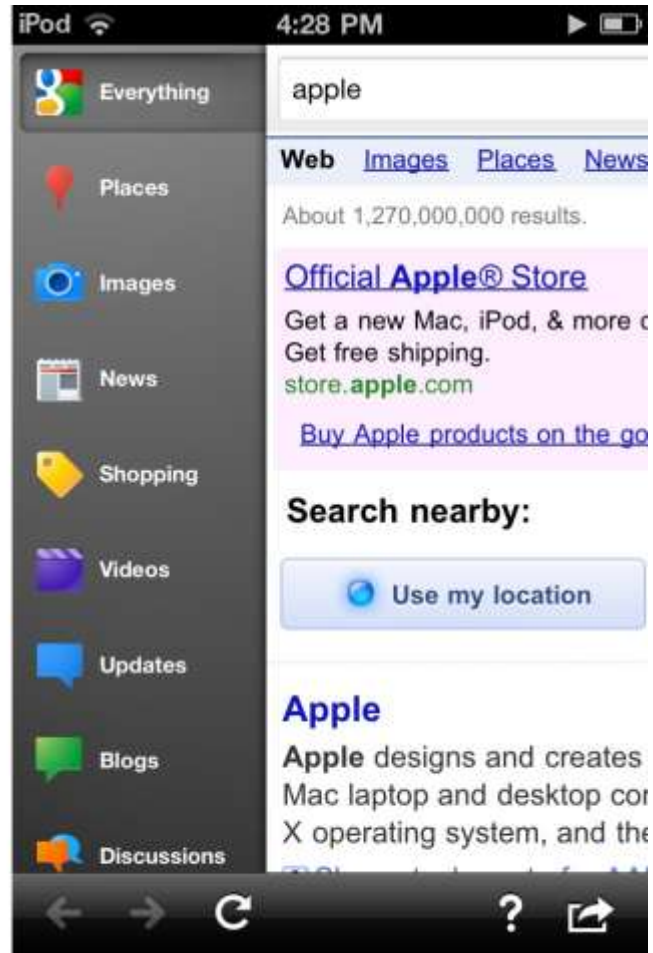 iPod 4:28 PM
Everything
Places
Images
News
Shopping
Videos
Updates
Blogs
Discussions
apple
Web Images Places News
About 1,270,000,000 results.
Official Apple® Store
Get a new Mac, iPod, & more
Get free shipping.
store.apple.com
Buy Apple products on the go
Search nearby:
Use my location
Apple
Apple designs and creates
Mac laptop and desktop
X operating system, and the
?